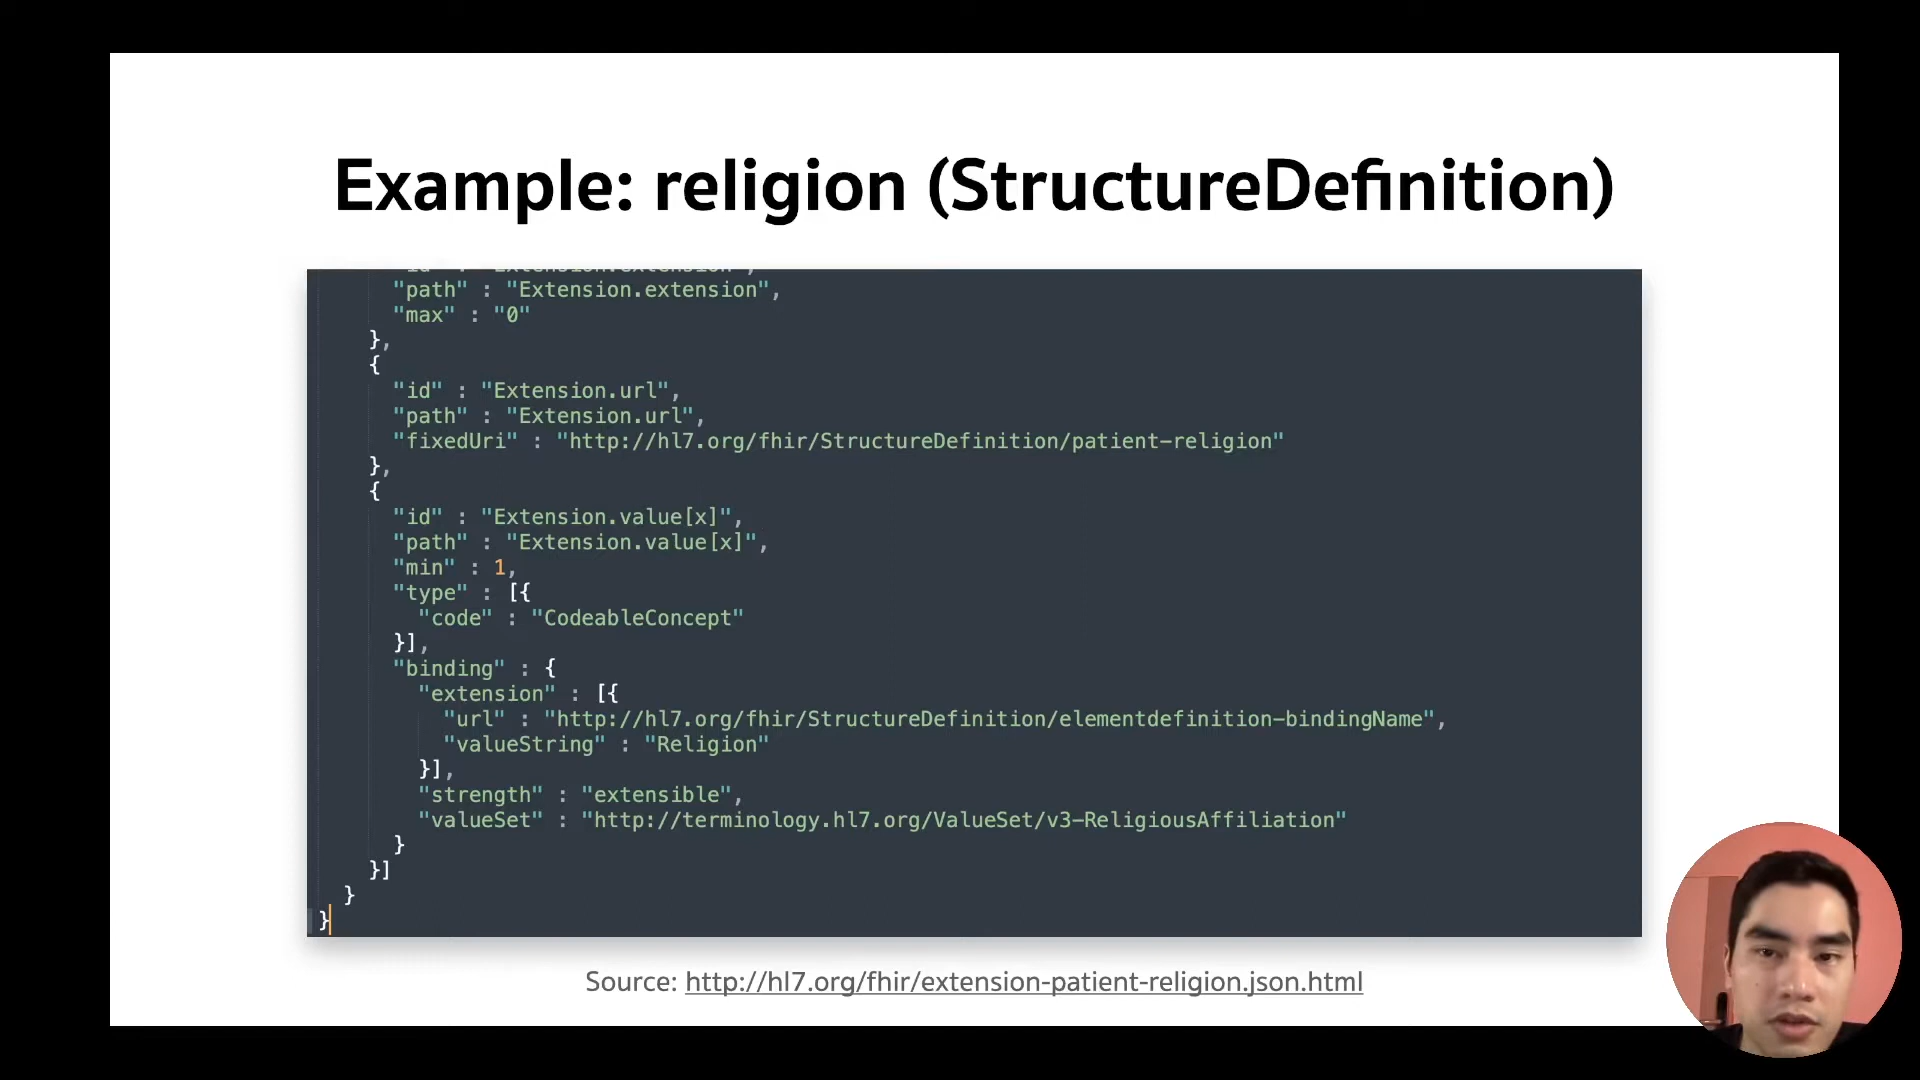 Example: religion (StructureDefinition)
"id" : "Extension.extension",
"path" : "Extension.extension",
"max" : "0"
},
{
"id" : "Extension.url",
"path" : "Extension.url",
"fixedUri" : "http://hl7.org/fhir/StructureDefinition/patient-religion"
},
{
"id" : "Extension.value[x]",
"path" : "Extension.value[x]",
"min" : 1,
"type" : [{
"code" : "CodeableConcept"
}],
"binding" : {
"extension" : [{
"url" : "http://hl7.org/fhir/StructureDefinition/elementdefinition-bindingName",
"valueString" : "Religion"
}],
"strength" : "extensible",
"valueSet" : "http://terminology.hl7.org/ValueSet/v3-ReligiousAffiliation"
}
}]
}
}
Source: http://hl7.org/fhir/extension-patient-religion.json.html